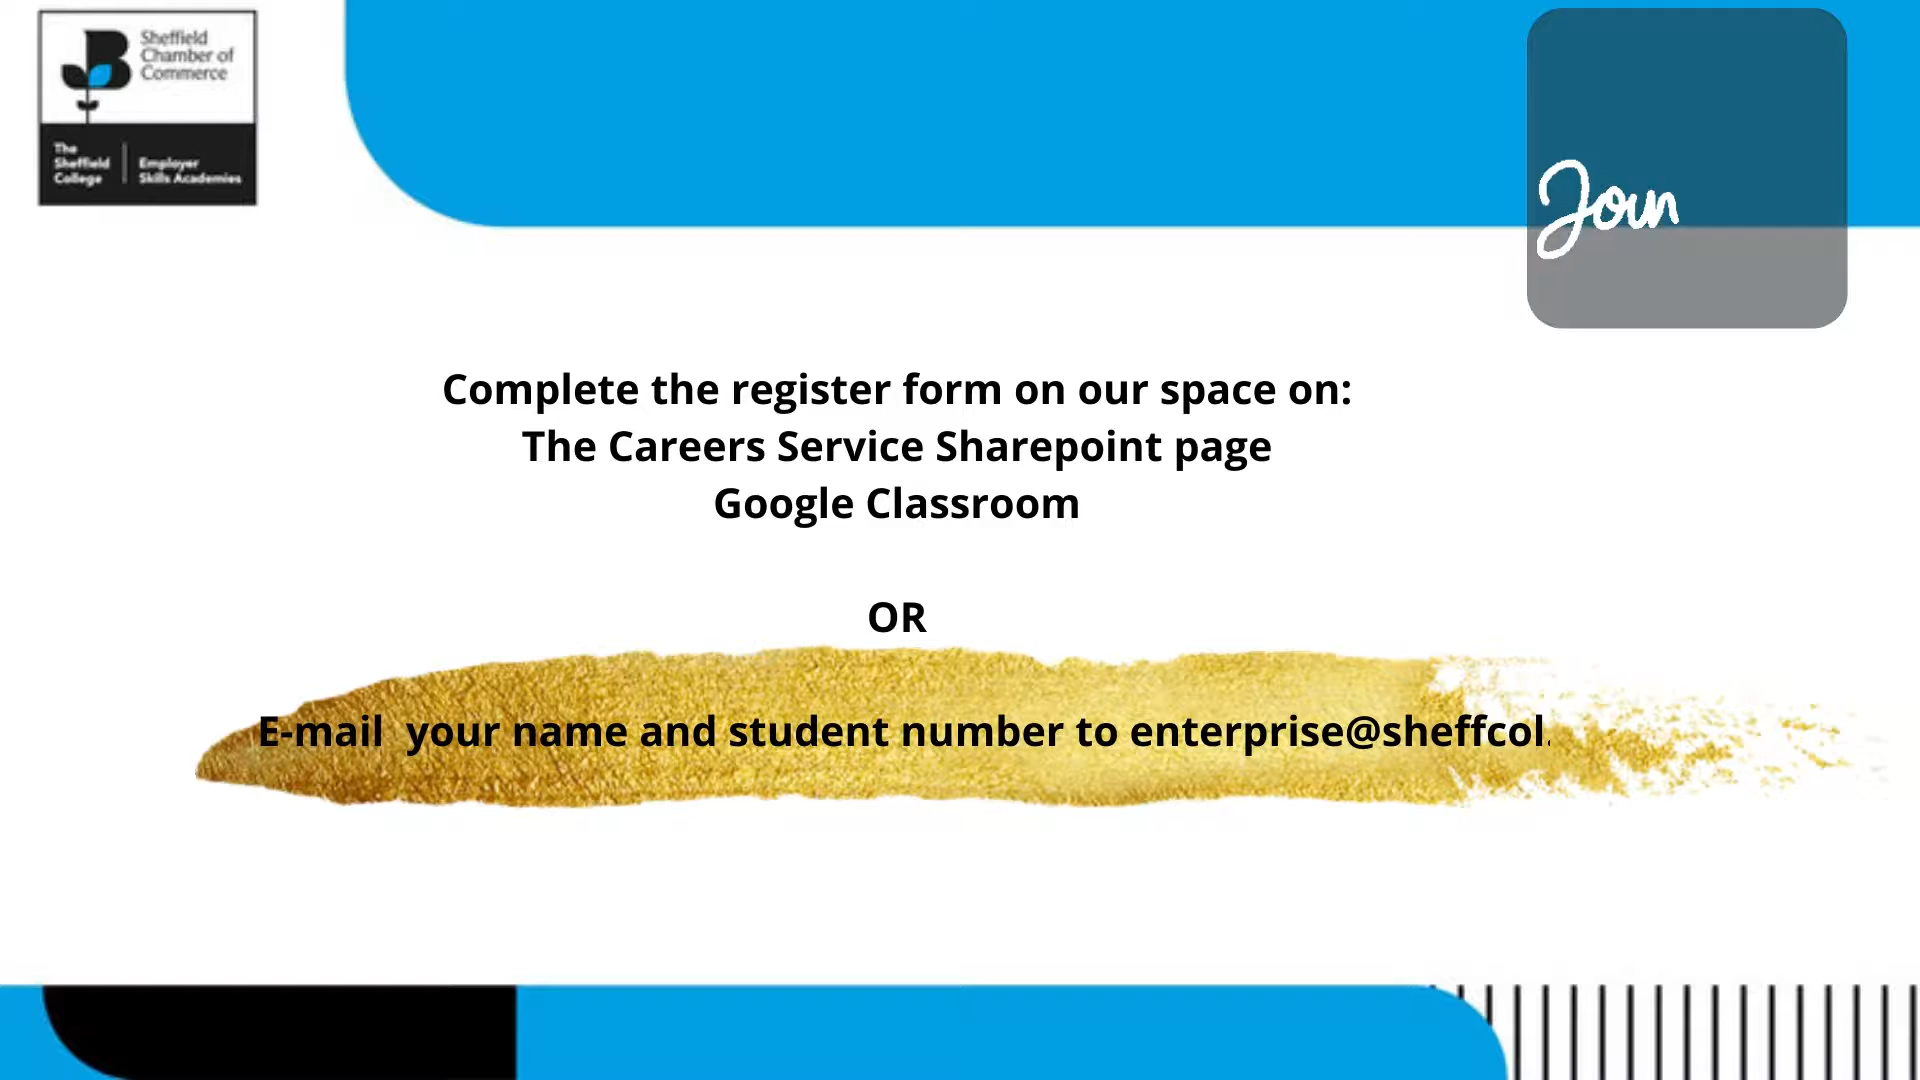 Sheffield
Chamber of
Commerce
The
Sheffield
College
Employer
Skills Academies
Join
Complete the register form on our space on:
The Careers Service Sharepoint page
Google Classroom
OR
E-mail  your name and student number to enterprise@sheffcol.